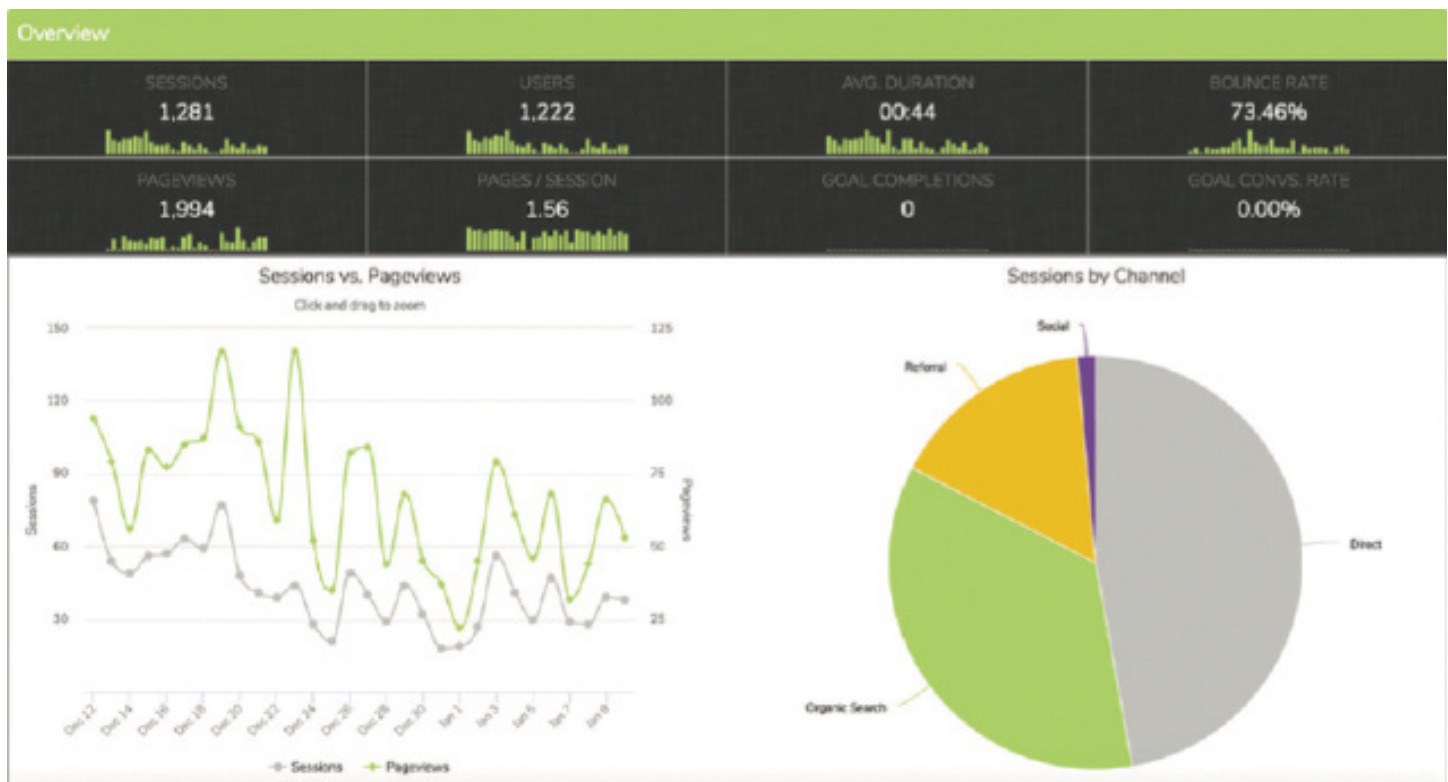 Overview
SESSIONS
1,281
USERS
1,222
AVG. DURATION
00:44
BOUNCE RATE
73.46%
PAGEVIEWS
1,994
PAGES / SESSION
1.56
GOAL COMPLETIONS
0
GOAL CONVS. RATE
0.00%
Sessions vs. Pageviews
Click and drag to zoom
150
120
90
60
30
Sessions
125
100
75
50
25
Pageviews
Dec 12
Dec 14
Dec 16
Dec 18
Dec 20
Dec 22
Dec 24
Dec 26
Dec 28
Dec 30
Jan 1
Jan 3
Jan 5
Jan 7
Jan 9
Sessions
Pageviews
Sessions by Channel
Social
Referral
Direct
Organic Search